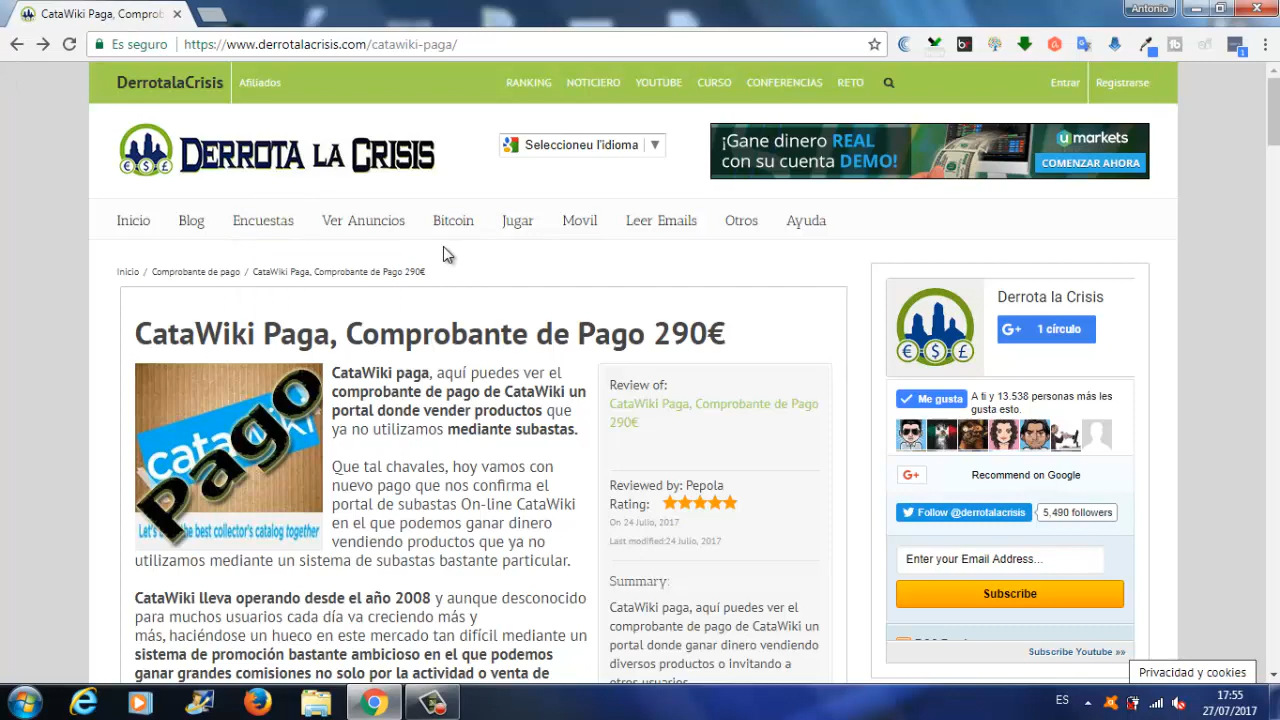 CataWiki Paga, Comprob
Antonio
Es seguro
https://www.derrotalacrisis.com/catawiki-paga/
DerrotalaCrisis
Afiliados
RANKING NOTICIERO YOUTUBE CURSO CONFERENCIAS RETO
Entrar
Registrarse
DERROTA LA CRISIS
Seleccioneu l'idioma
¡Gane dinero REAL
con su cuenta DEMO!
umarkets
COMENZAR AHORA
Inicio Blog Encuestas Ver Anuncios Bitcoin Jugar Movil Leer Emails Otros Ayuda
Inicio / Comprobante de pago / CataWiki Paga, Comprobante de Pago 290€
CataWiki Paga, Comprobante de Pago 290€
Pago
Let's
the best collector's catalog together
CataWiki paga, aquí puedes ver el
comprobante de pago de CataWiki un
portal donde vender productos que
ya no utilizamos mediante subastas.
Que tal chavales, hoy vamos con
nuevo pago que nos confirma el
portal de subastas On-line CataWiki
en el que podemos ganar dinero
vendiendo productos que ya no
utilizamos mediante un sistema de subastas bastante particular.
CataWiki lleva operando desde el año 2008 y aunque desconocido
para muchos usuarios cada día va creciendo más y
más, haciéndose un hueco en este mercado tan difícil mediante un
sistema de promoción bastante ambicioso en el que podemos
ganar grandes comisiones no solo por la actividad o venta de
Review of:
CataWiki Paga, Comprobante de Pago
290€
Reviewed by: Pepola
Rating:
On 24 Julio, 2017
Last modified:24 Julio, 2017
Summary:
CataWiki paga, aquí puedes ver el
comprobante de pago de CataWiki un
portal donde ganar dinero vendiendo
diversos productos o invitando a
otros usuarios.
Derrota la Crisis
G+ 1 círculo
Me gusta
A ti y 13.538 personas más les
gusta esto.
G+
Recommend on Google
Follow @derrotalacrisis
5,490 followers
Enter your Email Address...
Subscribe
Subscribe Youtube »»
Privacidad y cookies
ES
17:55
27/07/2017